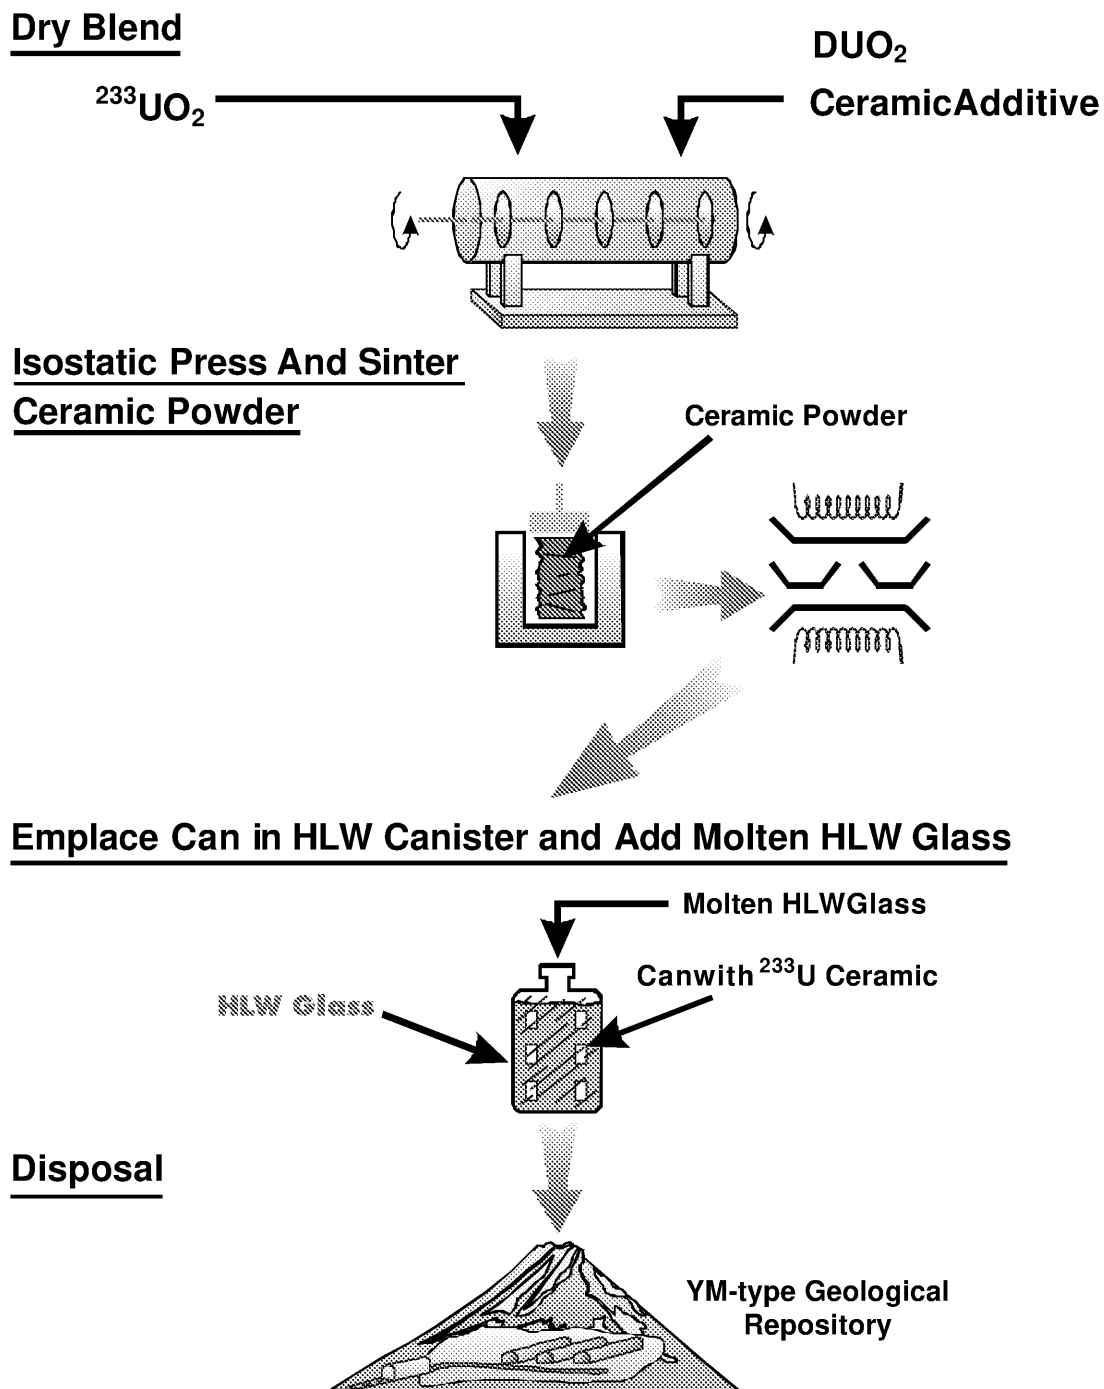 Dry Blend
DUO₂
²³³UO₂
CeramicAdditive
Isostatic Press And Sinter
Ceramic Powder
Ceramic Powder
Emplace Can in HLW Canister and Add Molten HLW Glass
Molten HLWGlass
Canwith ²³³U Ceramic
HLW Glass
Disposal
YM-type Geological
Repository